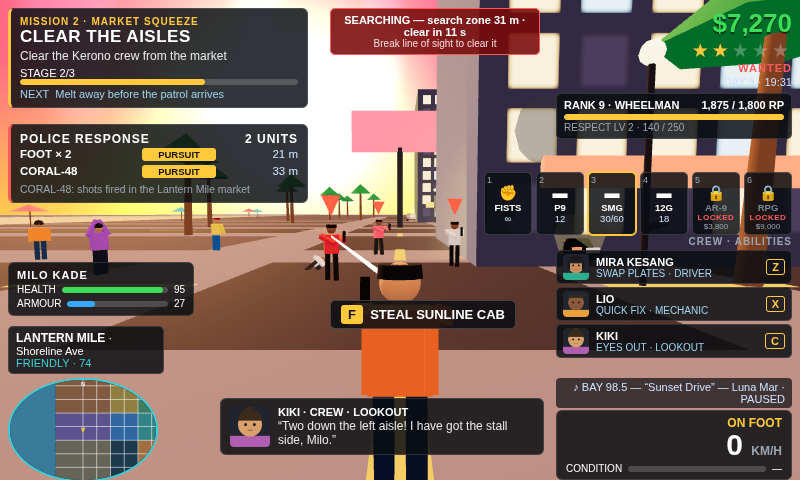 MISSION 2 · MARKET SQUEEZE
CLEAR THE AISLES
Clear the Kerono crew from the market
STAGE 2/3
NEXT Melt away before the patrol arrives
SEARCHING — search zone 31 m ·
clear in 11 s
Break line of sight to clear it
$7,270
WANTED
19:31
RANK 9 · WHEELMAN 1,875 / 1,800 RP
RESPECT LV 2 · 140 / 250
POLICE RESPONSE 2 UNITS
FOOT × 2 PURSUIT 21 m
CORAL-48 PURSUIT 33 m
CORAL-48: shots fired in the Lantern Mile market
1 FISTS ∞
2 P9 12
3 SMG 30/60
4 12G 18
5 AR-9 LOCKED $3,800
6 RPG LOCKED $9,000
CREW · ABILITIES
MIRA KESANG
SWAP PLATES · DRIVER Z
LIO
QUICK FIX · MECHANIC X
KIKI
EYES OUT · LOOKOUT C
MILO KADE
HEALTH 95
ARMOUR 27
F STEAL SUNLINE CAB
LANTERN MILE ·
Shoreline Ave
FRIENDLY · 74
N
KIKI · CREW · LOOKOUT
“Two down the left aisle! I have got the stall
side, Milo.”
♪ BAY 98.5 — “Sunset Drive” — Luna Mar ·
PAUSED
ON FOOT
0 KM/H
CONDITION —